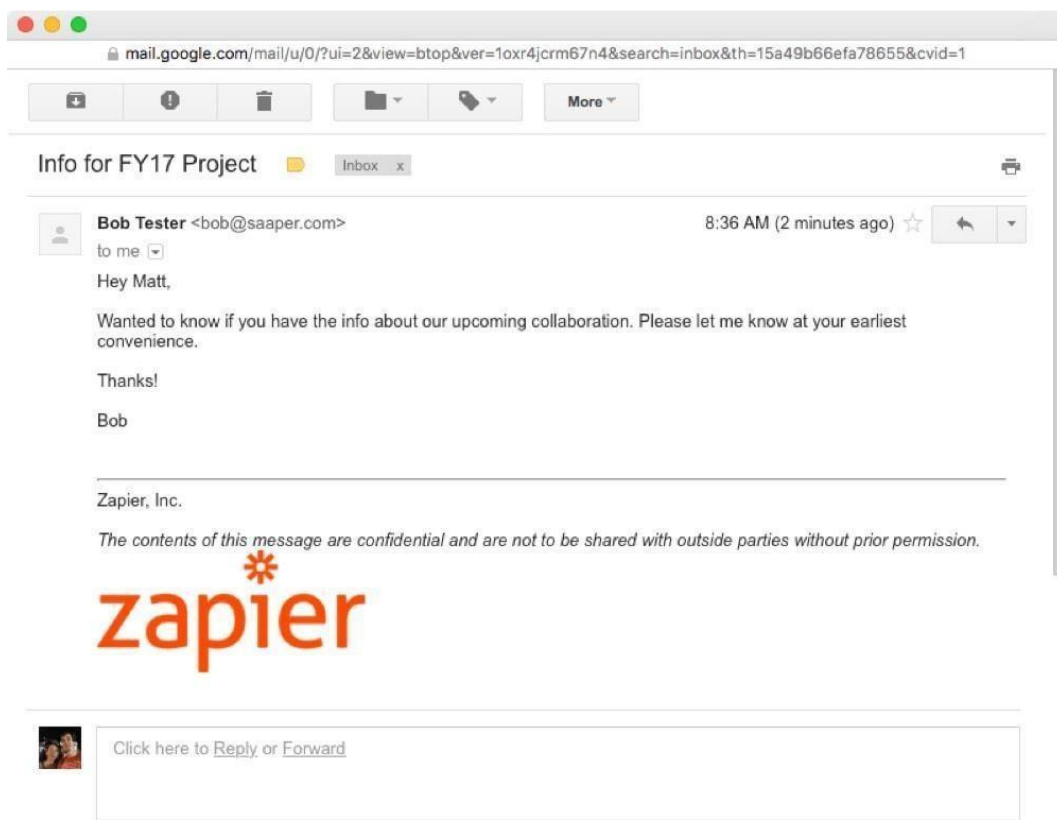 mail.google.com/mail/u/0/?ui=2&view=btop&ver=1oxr4jcrm67n4&search=inbox&th=15a49b66efa78655&cvid=1
More
Info for FY17 Project Inbox x
Bob Tester <bob@saaper.com> 8:36 AM (2 minutes ago)
to me
Hey Matt,
Wanted to know if you have the info about our upcoming collaboration. Please let me know at your earliest
convenience.
Thanks!
Bob
Zapier, Inc.
The contents of this message are confidential and are not to be shared with outside parties without prior permission.
zapier
Click here to Reply or Forward